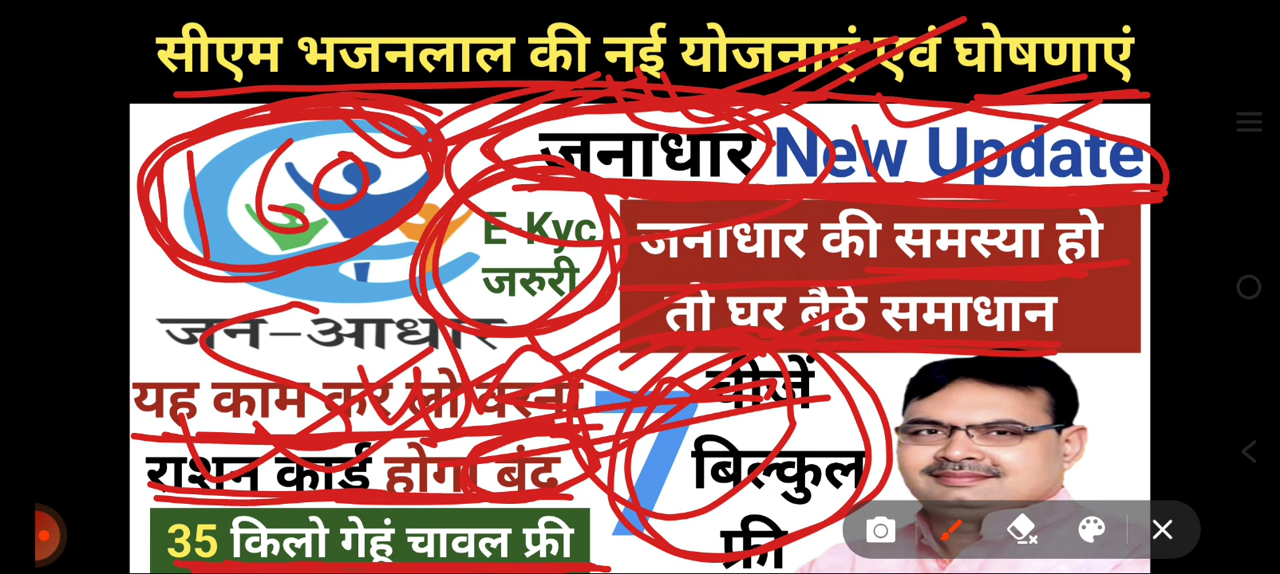 सीएम भजनलाल की नई योजनाएं एवं घोषणाएं
जनाधार New Update
160
E-Kyc
जरुरी
जनाधार की समस्या हो
तो घर बैठे समाधान
जन-आधार
यह काम कर लो वरना
राशन कार्ड होगा बंद
35 किलो गेहूं चावल फ्री
7 चीजें
बिल्कुल
फ्री